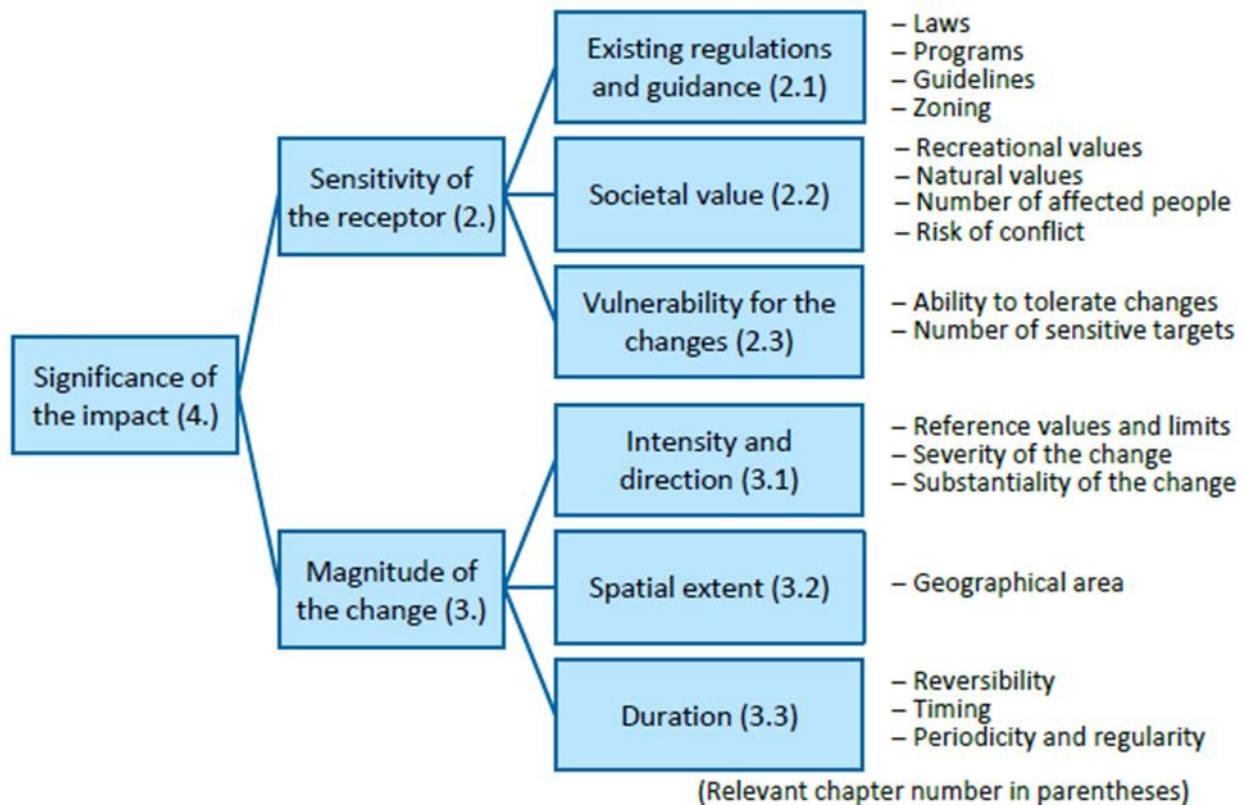 Significance of
the impact (4.)
Sensitivity of
the receptor (2.)
Existing regulations
and guidance (2.1)
– Laws
– Programs
– Guidelines
– Zoning
Societal value (2.2)
– Recreational values
– Natural values
– Number of affected people
– Risk of conflict
Vulnerability for the
changes (2.3)
– Ability to tolerate changes
– Number of sensitive targets
Magnitude of
the change (3.)
Intensity and
direction (3.1)
– Reference values and limits
– Severity of the change
– Substantiality of the change
Spatial extent (3.2)
– Geographical area
Duration (3.3)
– Reversibility
– Timing
– Periodicity and regularity
(Relevant chapter number in parentheses)